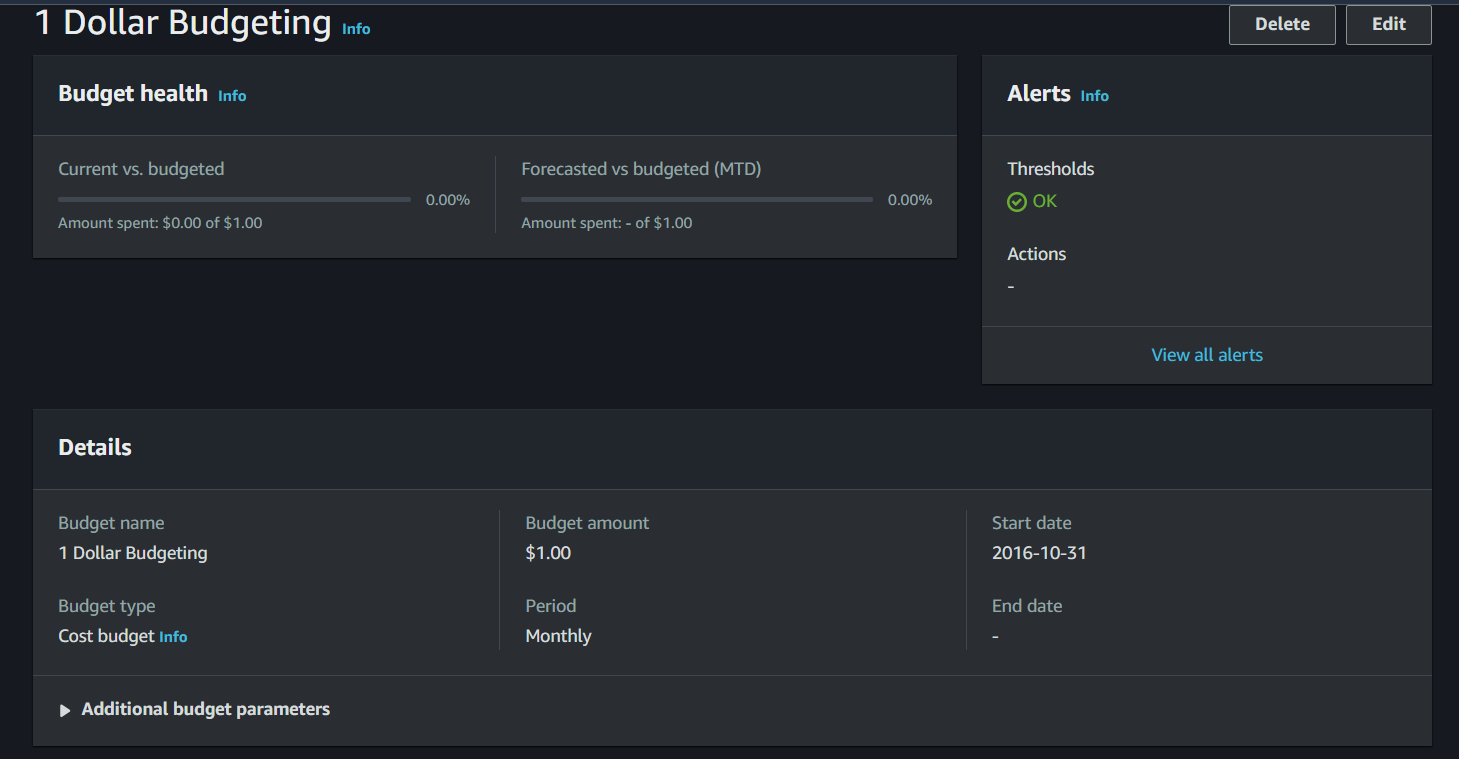 1 Dollar Budgeting Info
Delete
Edit
Budget health Info
Current vs. budgeted
0.00%
Amount spent: $0.00 of $1.00
Forecasted vs budgeted (MTD)
0.00%
Amount spent: - of $1.00
Alerts Info
Thresholds
OK
Actions
-
View all alerts
Details
Budget name
1 Dollar Budgeting
Budget type
Cost budget Info
Budget amount
$1.00
Period
Monthly
Start date
2016-10-31
End date
-
Additional budget parameters